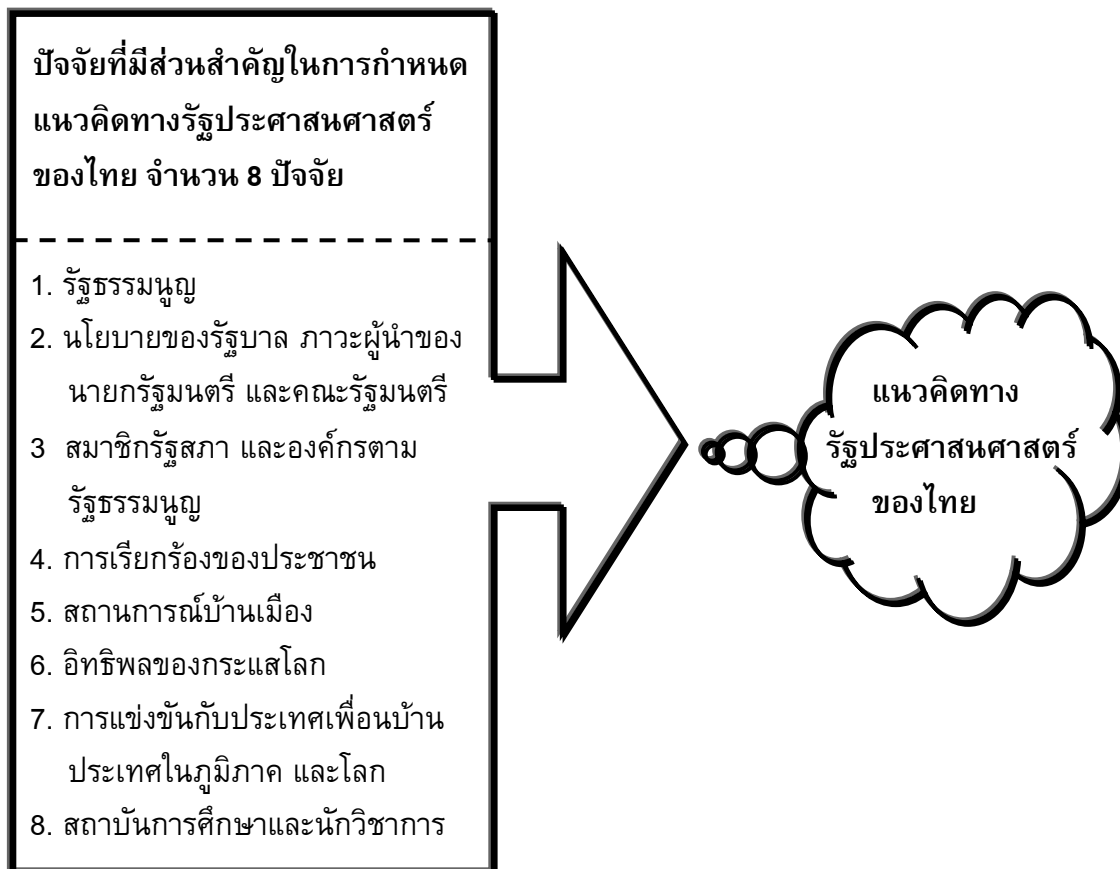 ปัจจัยที่มีส่วนสำคัญในการกำหนด
แนวคิดทางรัฐประศาสนศาสตร์
ของไทย จำนวน 8 ปัจจัย
1. รัฐธรรมนูญ
2. นโยบายของรัฐบาล ภาวะผู้นำของ
นายกรัฐมนตรี และคณะรัฐมนตรี
3 สมาชิกรัฐสภา และองค์กรตาม
รัฐธรรมนูญ
4. การเรียกร้องของประชาชน
5. สถานการณ์บ้านเมือง
6. อิทธิพลของกระแสโลก
7. การแข่งขันกับประเทศเพื่อนบ้าน
ประเทศในภูมิภาค และโลก
8. สถาบันการศึกษาและนักวิชาการ
แนวคิดทาง
รัฐประศาสนศาสตร์
ของไทย